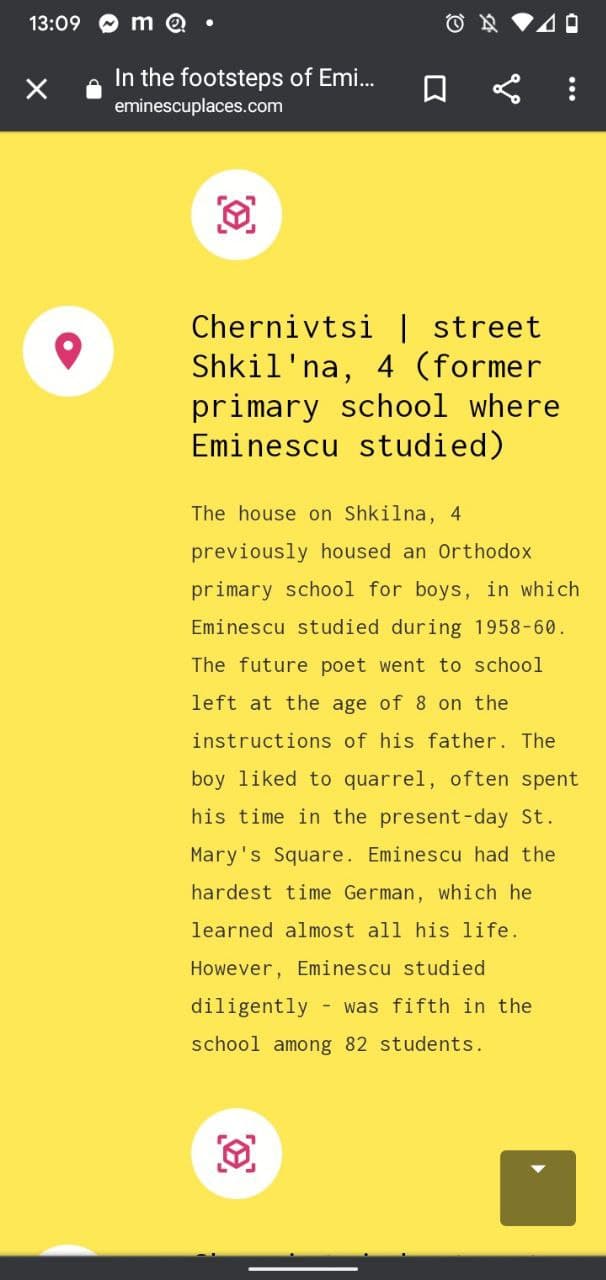 13:09
In the footsteps of Emi...
eminescuplaces.com
Chernivtsi | street
Shkil'na, 4 (former
primary school where
Eminescu studied)
The house on Shkilna, 4
previously housed an Orthodox
primary school for boys, in which
Eminescu studied during 1958-60.
The future poet went to school
left at the age of 8 on the
instructions of his father. The
boy liked to quarrel, often spent
his time in the present-day St.
Mary's Square. Eminescu had the
hardest time German, which he
learned almost all his life.
However, Eminescu studied
diligently - was fifth in the
school among 82 students.